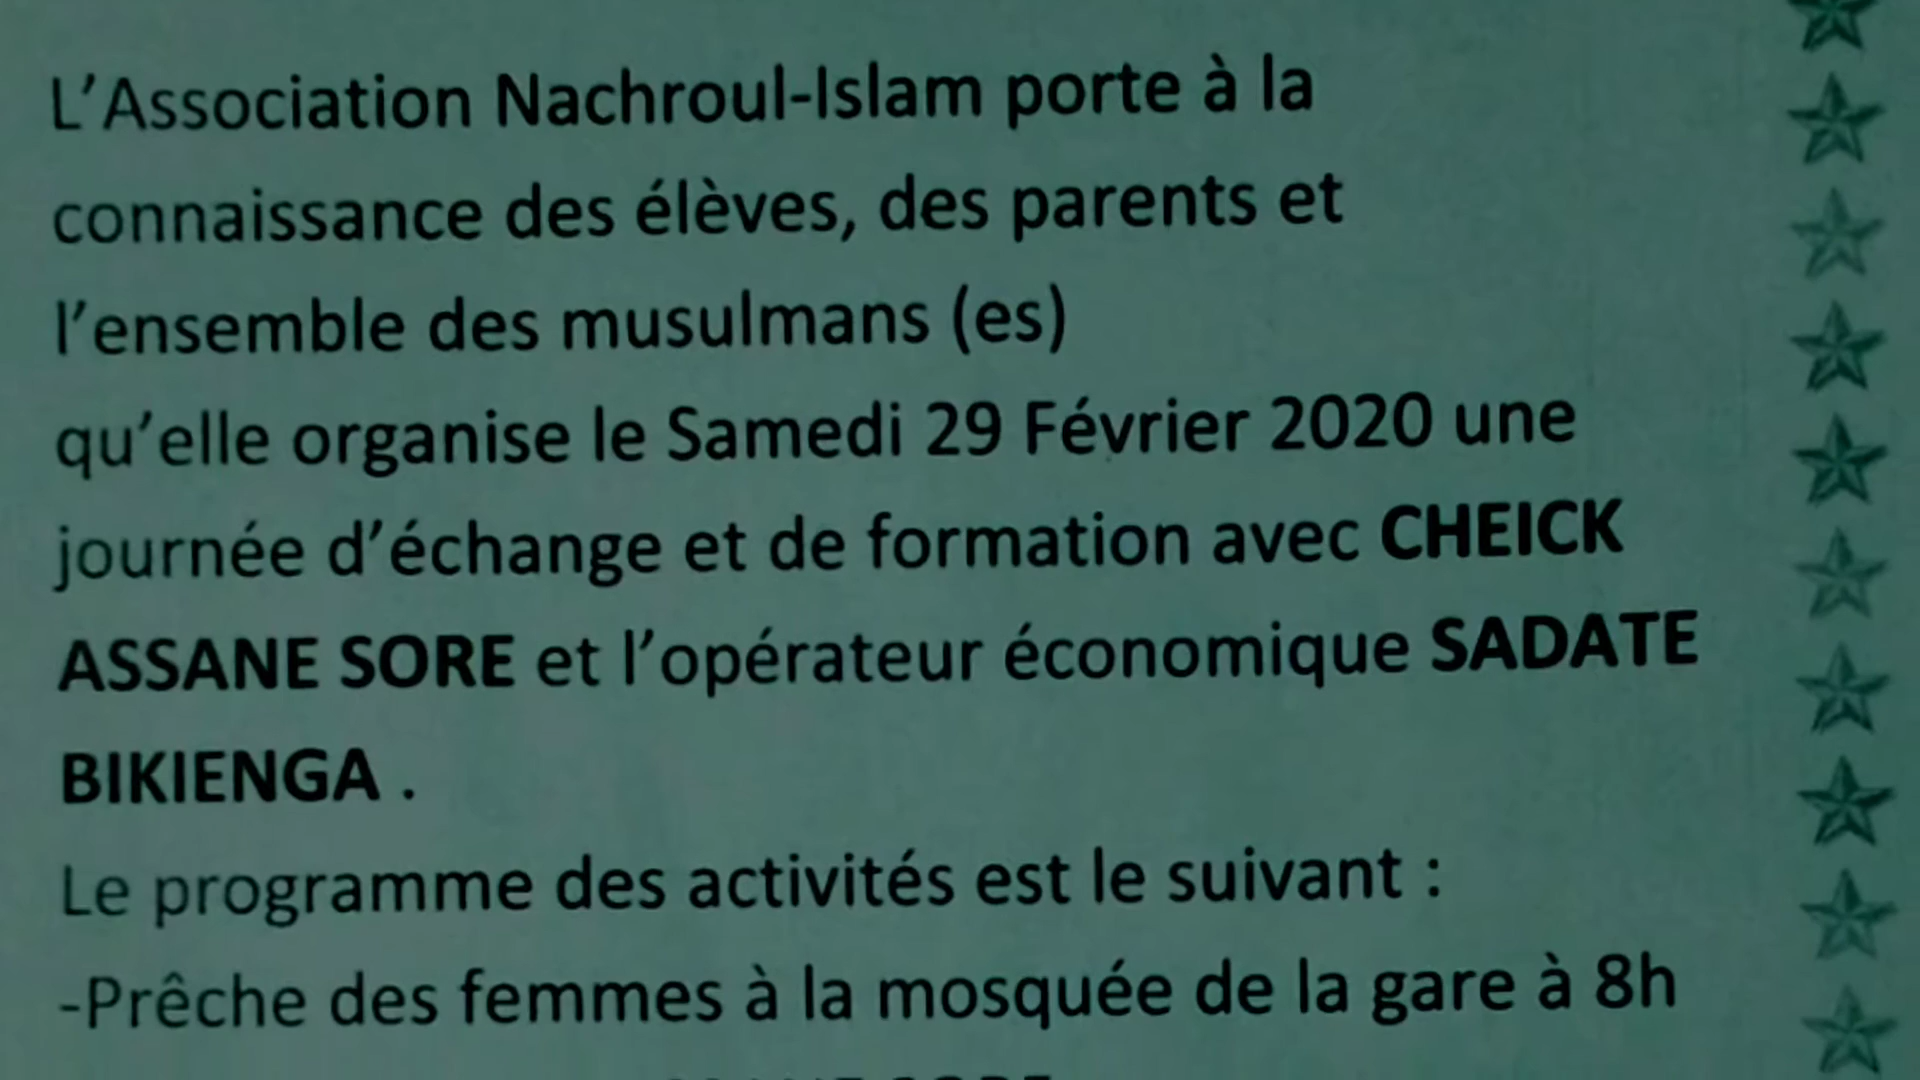 L’Association Nachroul-Islam porte à la
connaissance des élèves, des parents et
l’ensemble des musulmans (es)
qu’elle organise le Samedi 29 Février 2020 une
journée d’échange et de formation avec CHEICK
ASSANE SORE et l’opérateur économique SADATE
BIKIENGA .
Le programme des activités est le suivant :
-Prêche des femmes à la mosquée de la gare à 8h